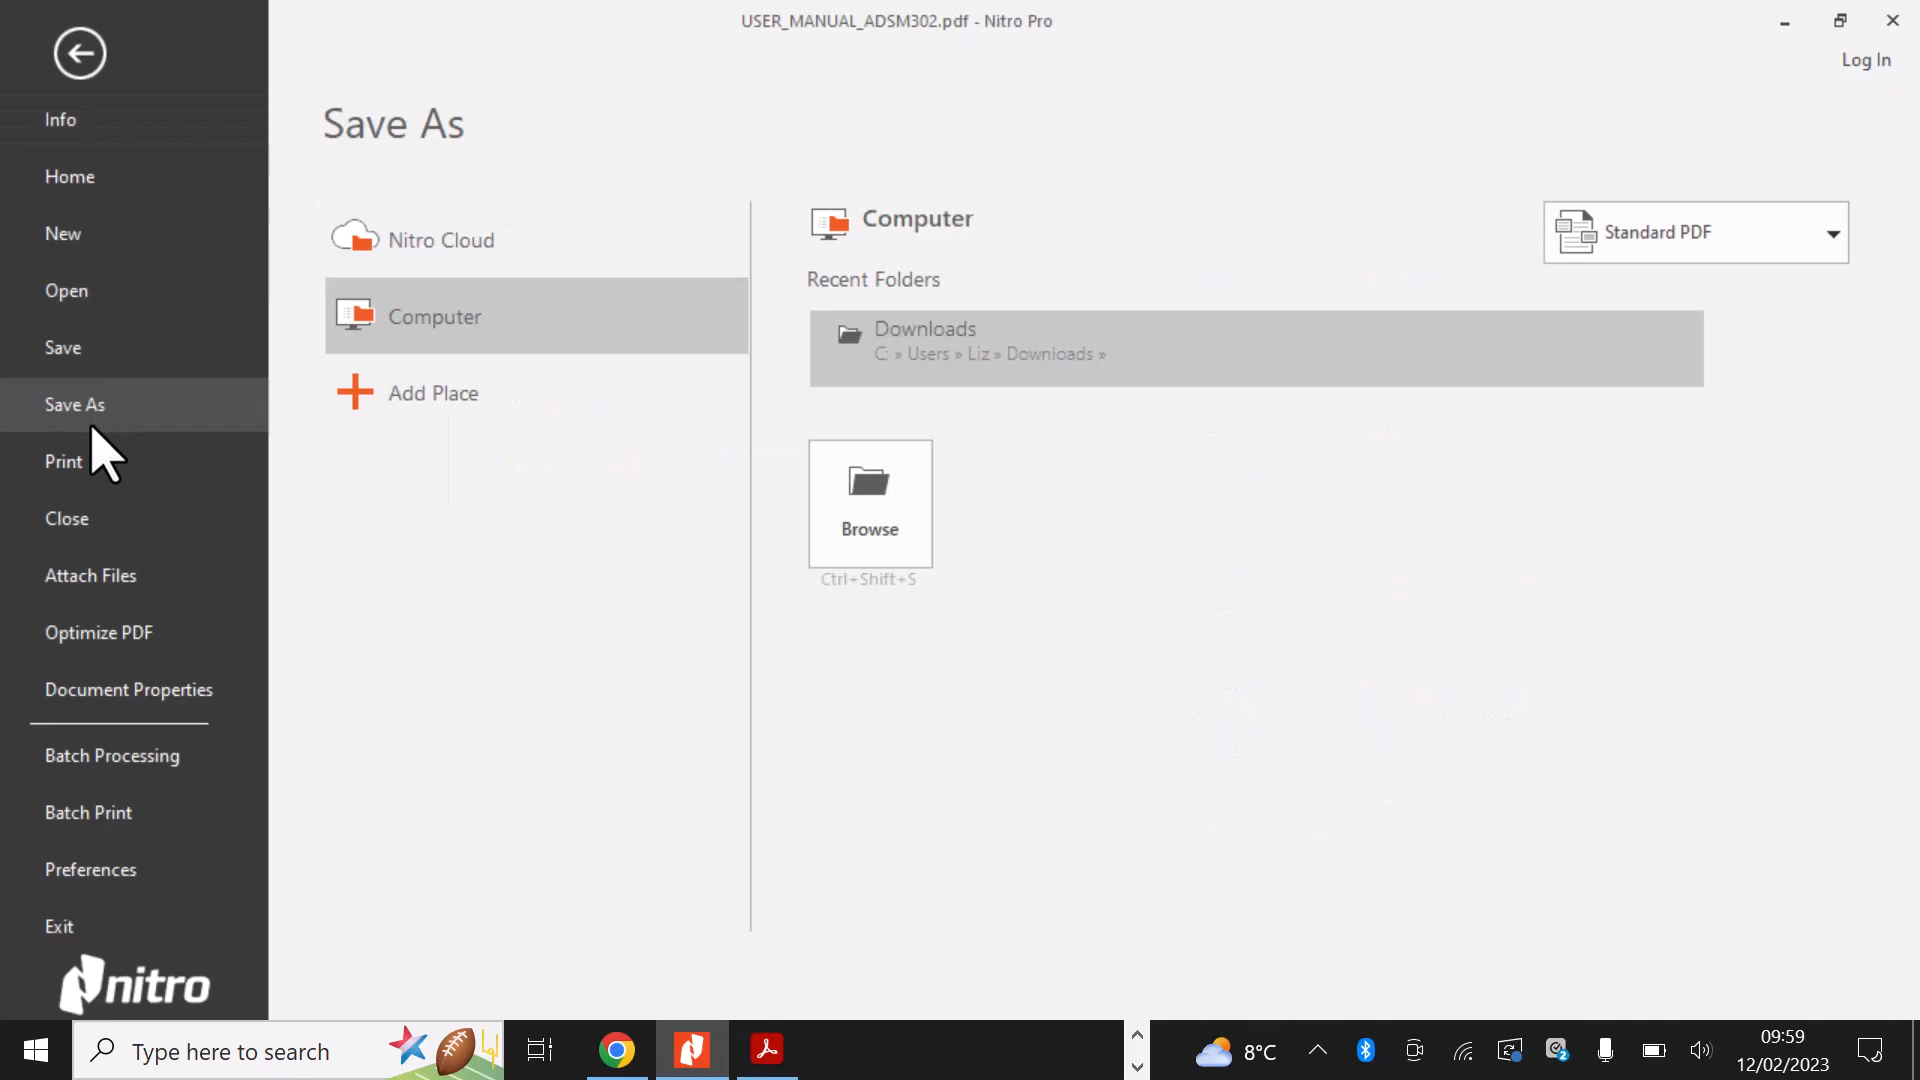 USER_MANUAL_ADSM302.pdf - Nitro Pro
Log In
Info
Home
New
Open
Save
Save As
Print
Close
Attach Files
Optimize PDF
Document Properties
Batch Processing
Batch Print
Preferences
Exit
nitro
Save As
Nitro Cloud
Computer
Add Place
Computer
Standard PDF
Recent Folders
Downloads
C: » Users » Liz » Downloads »
Browse
Ctrl+Shift+S
Type here to search
8°C
2
09:59
12/02/2023